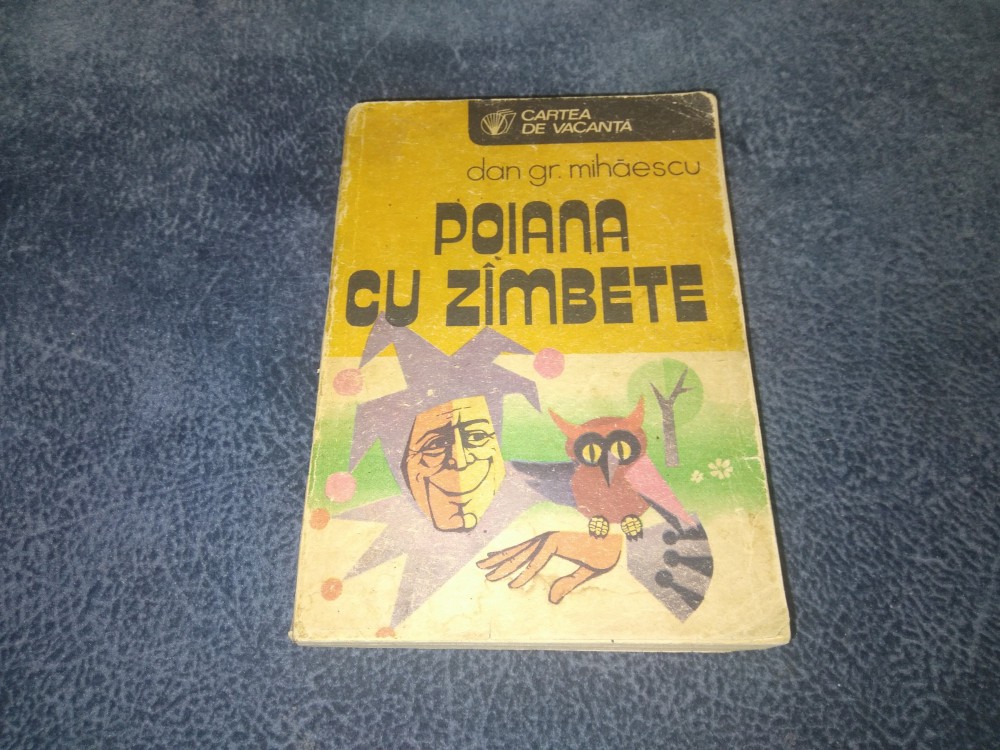 CARTEA
DE VACANȚĂ
dan gr. mihăescu
POIANA
CU ZÎMBETE